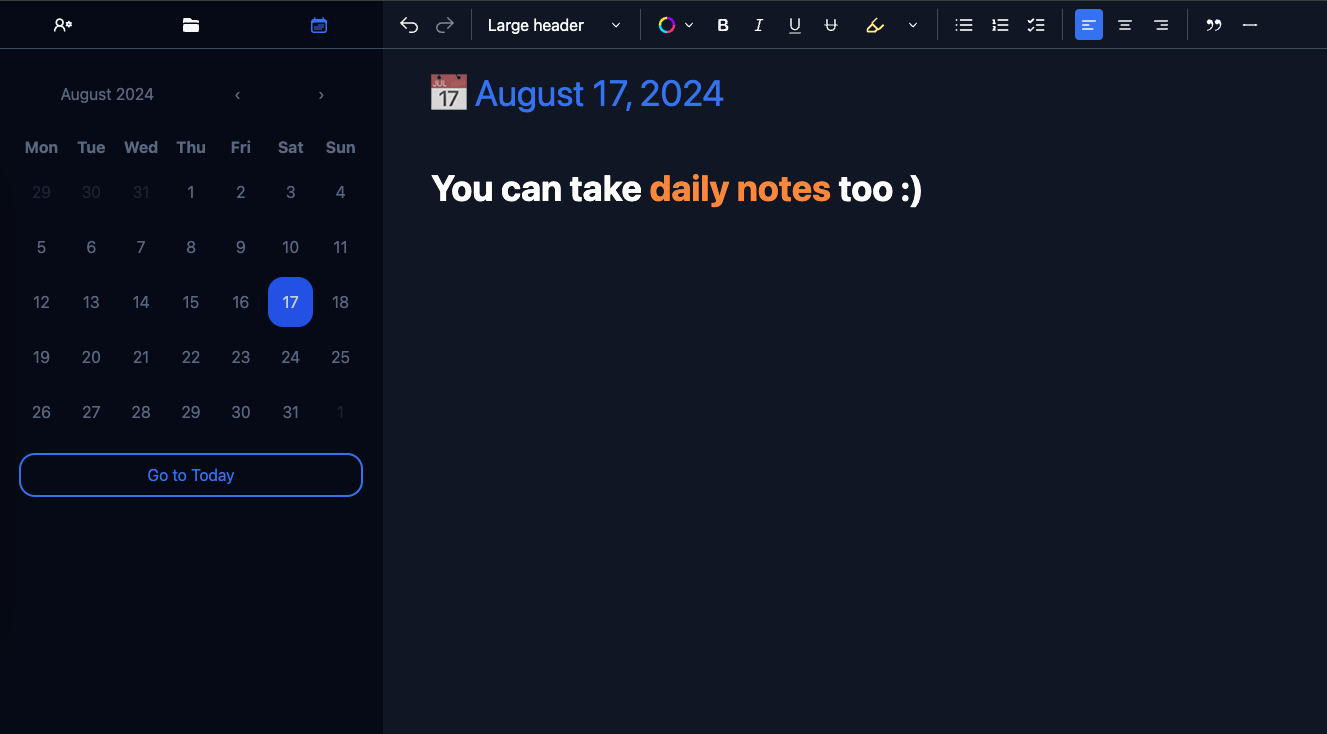 Large header
B I U
August 2024 ‹ ›
Mon Tue Wed Thu Fri Sat Sun
29 30 31 1 2 3 4
5 6 7 8 9 10 11
12 13 14 15 16 17 18
19 20 21 22 23 24 25
26 27 28 29 30 31 1
Go to Today
JUL
17
August 17, 2024
You can take daily notes too :)